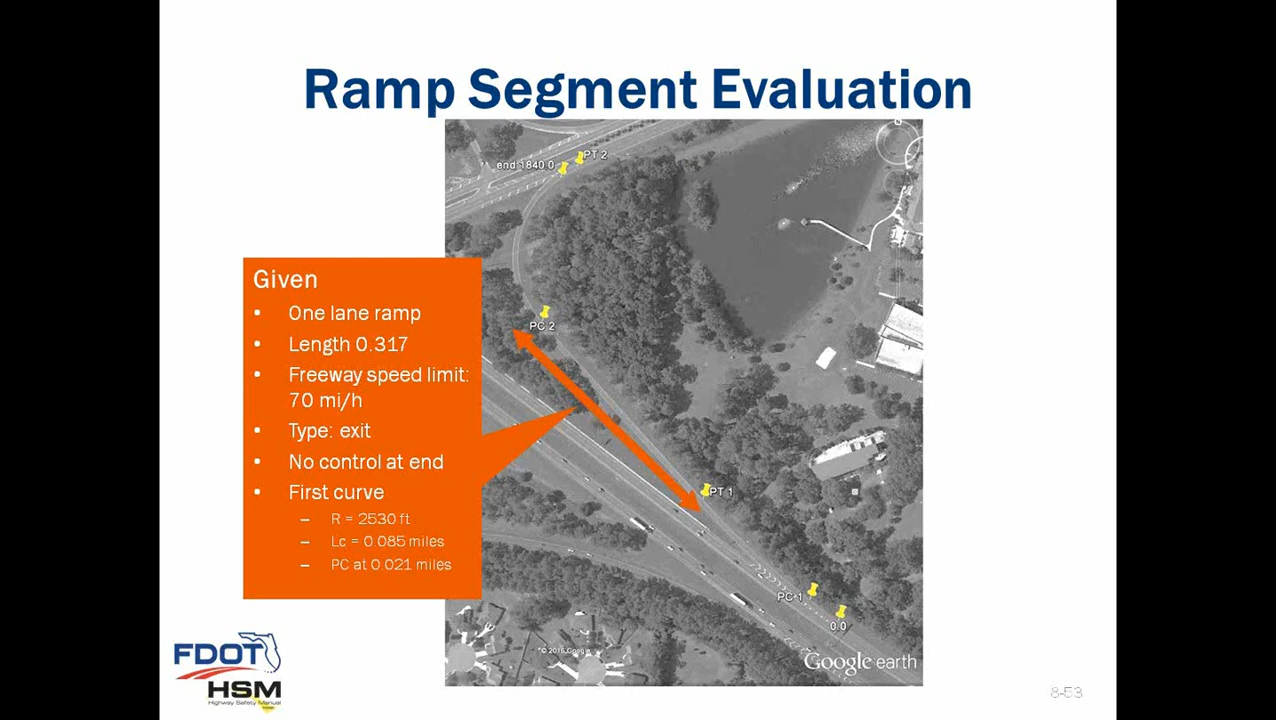 Ramp Segment Evaluation
end 1840.0
PT 2
PC 2
PT 1
PC 1
0.0
Google earth
Given
• One lane ramp
• Length 0.317
• Freeway speed limit:
70 mi/h
• Type: exit
• No control at end
• First curve
– R = 2530 ft
– Lc = 0.085 miles
– PC at 0.021 miles
FDOT
HSM
Highway Safety Manual
8-53